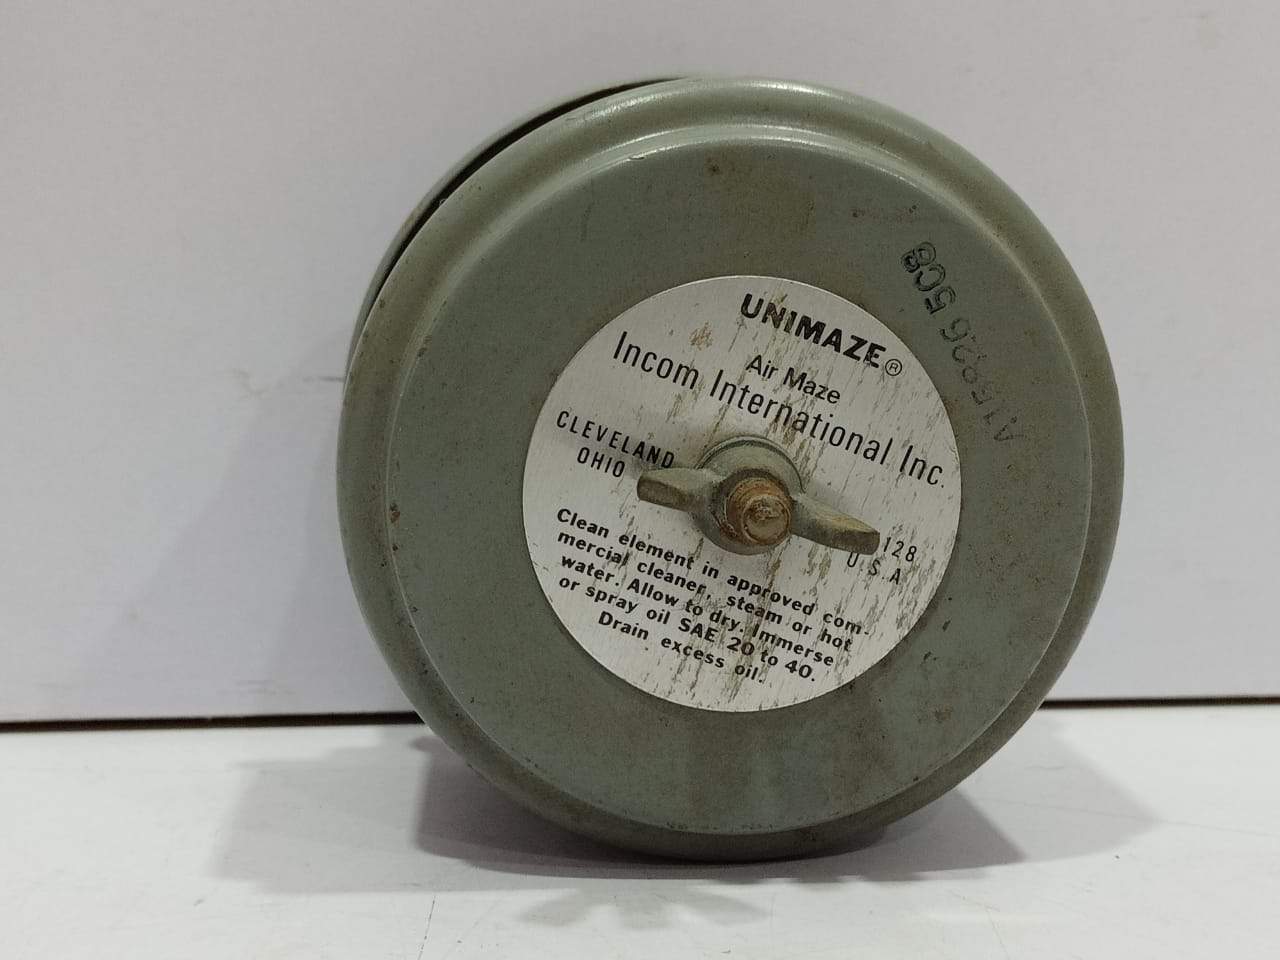 UNIMAZE®
Air Maze
Incom International Inc.
CLEVELAND
OHIO
128
U.S.A
Clean element in approved com-
mercial cleaner, steam or hot
water. Allow to dry. Immerse
or spray oil SAE 20 to 40.
Drain excess oil.
508